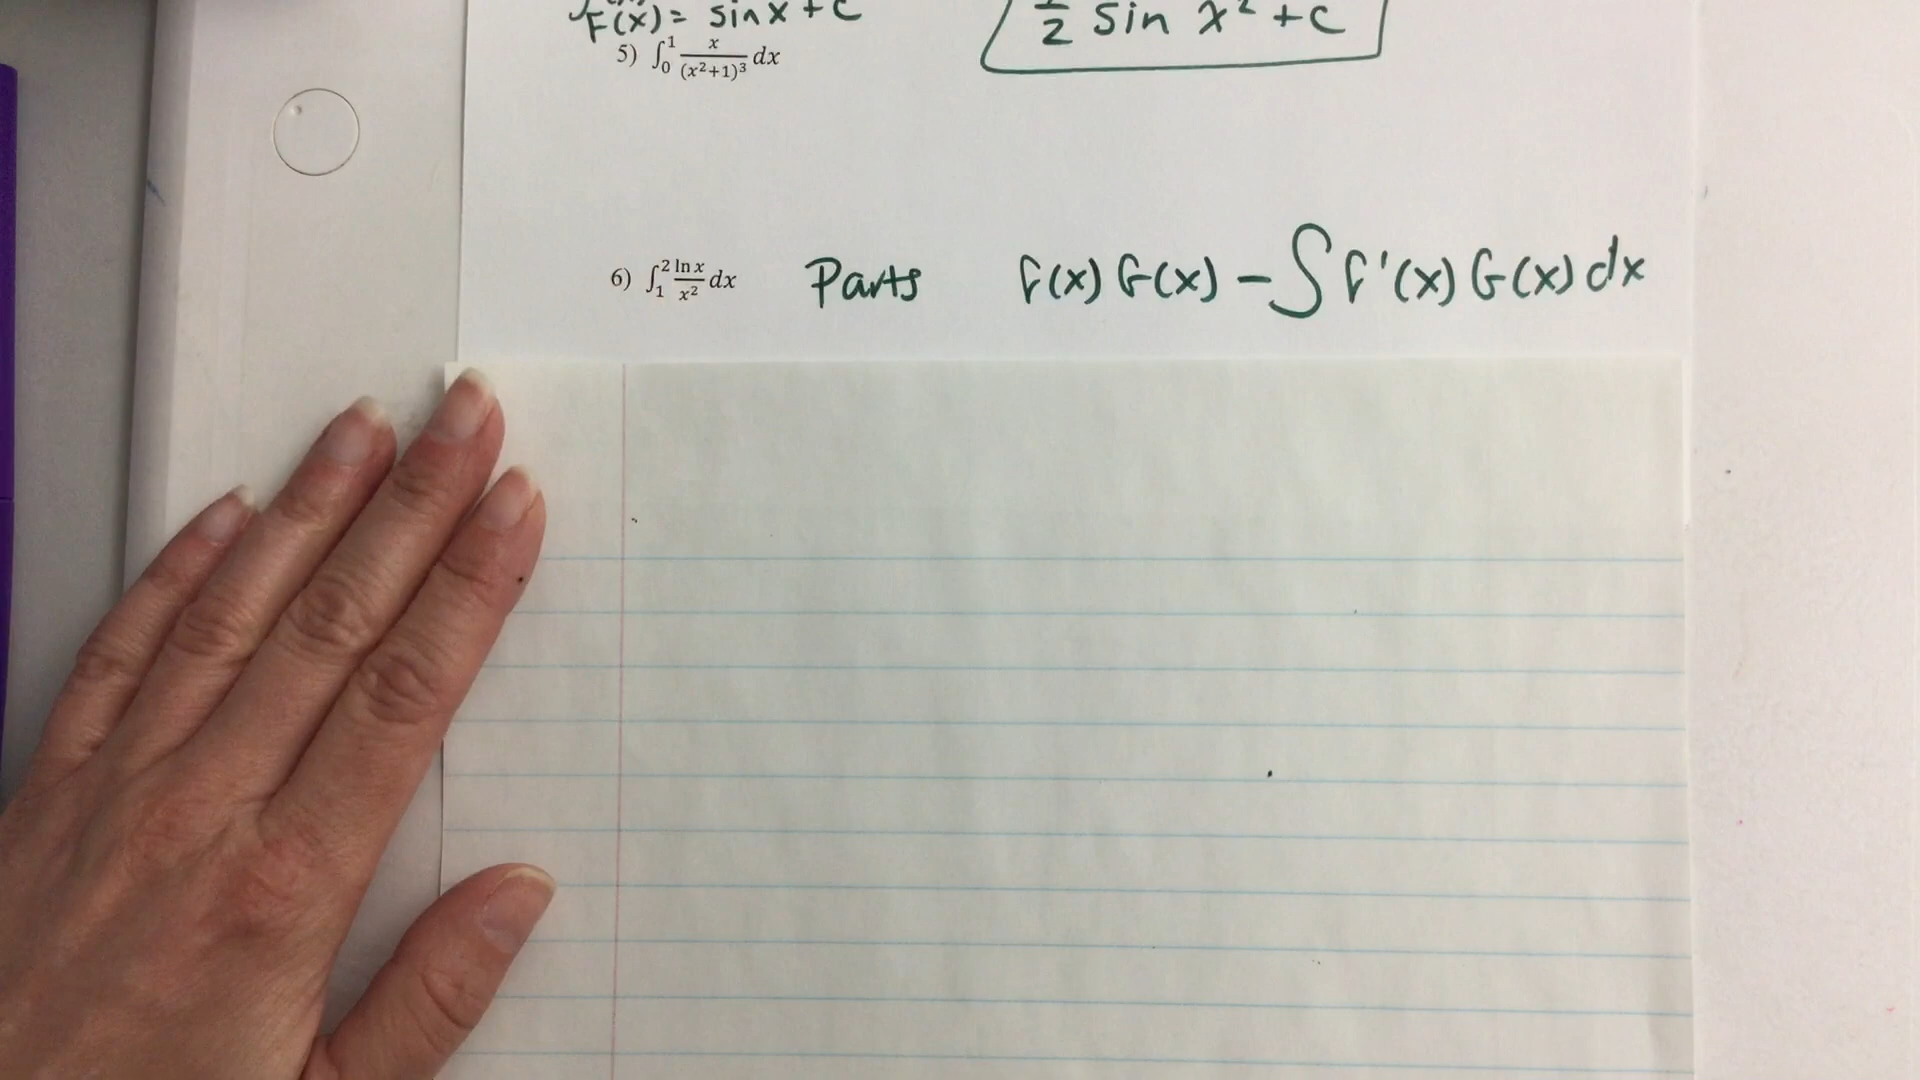 F(x) = sin x + C
1/2 sin x² + C
5) ∫₀¹ x/(x²+1)³ dx
6) ∫₁² ln x/x² dx Parts f(x) G(x) - ∫ f'(x) G(x) dx